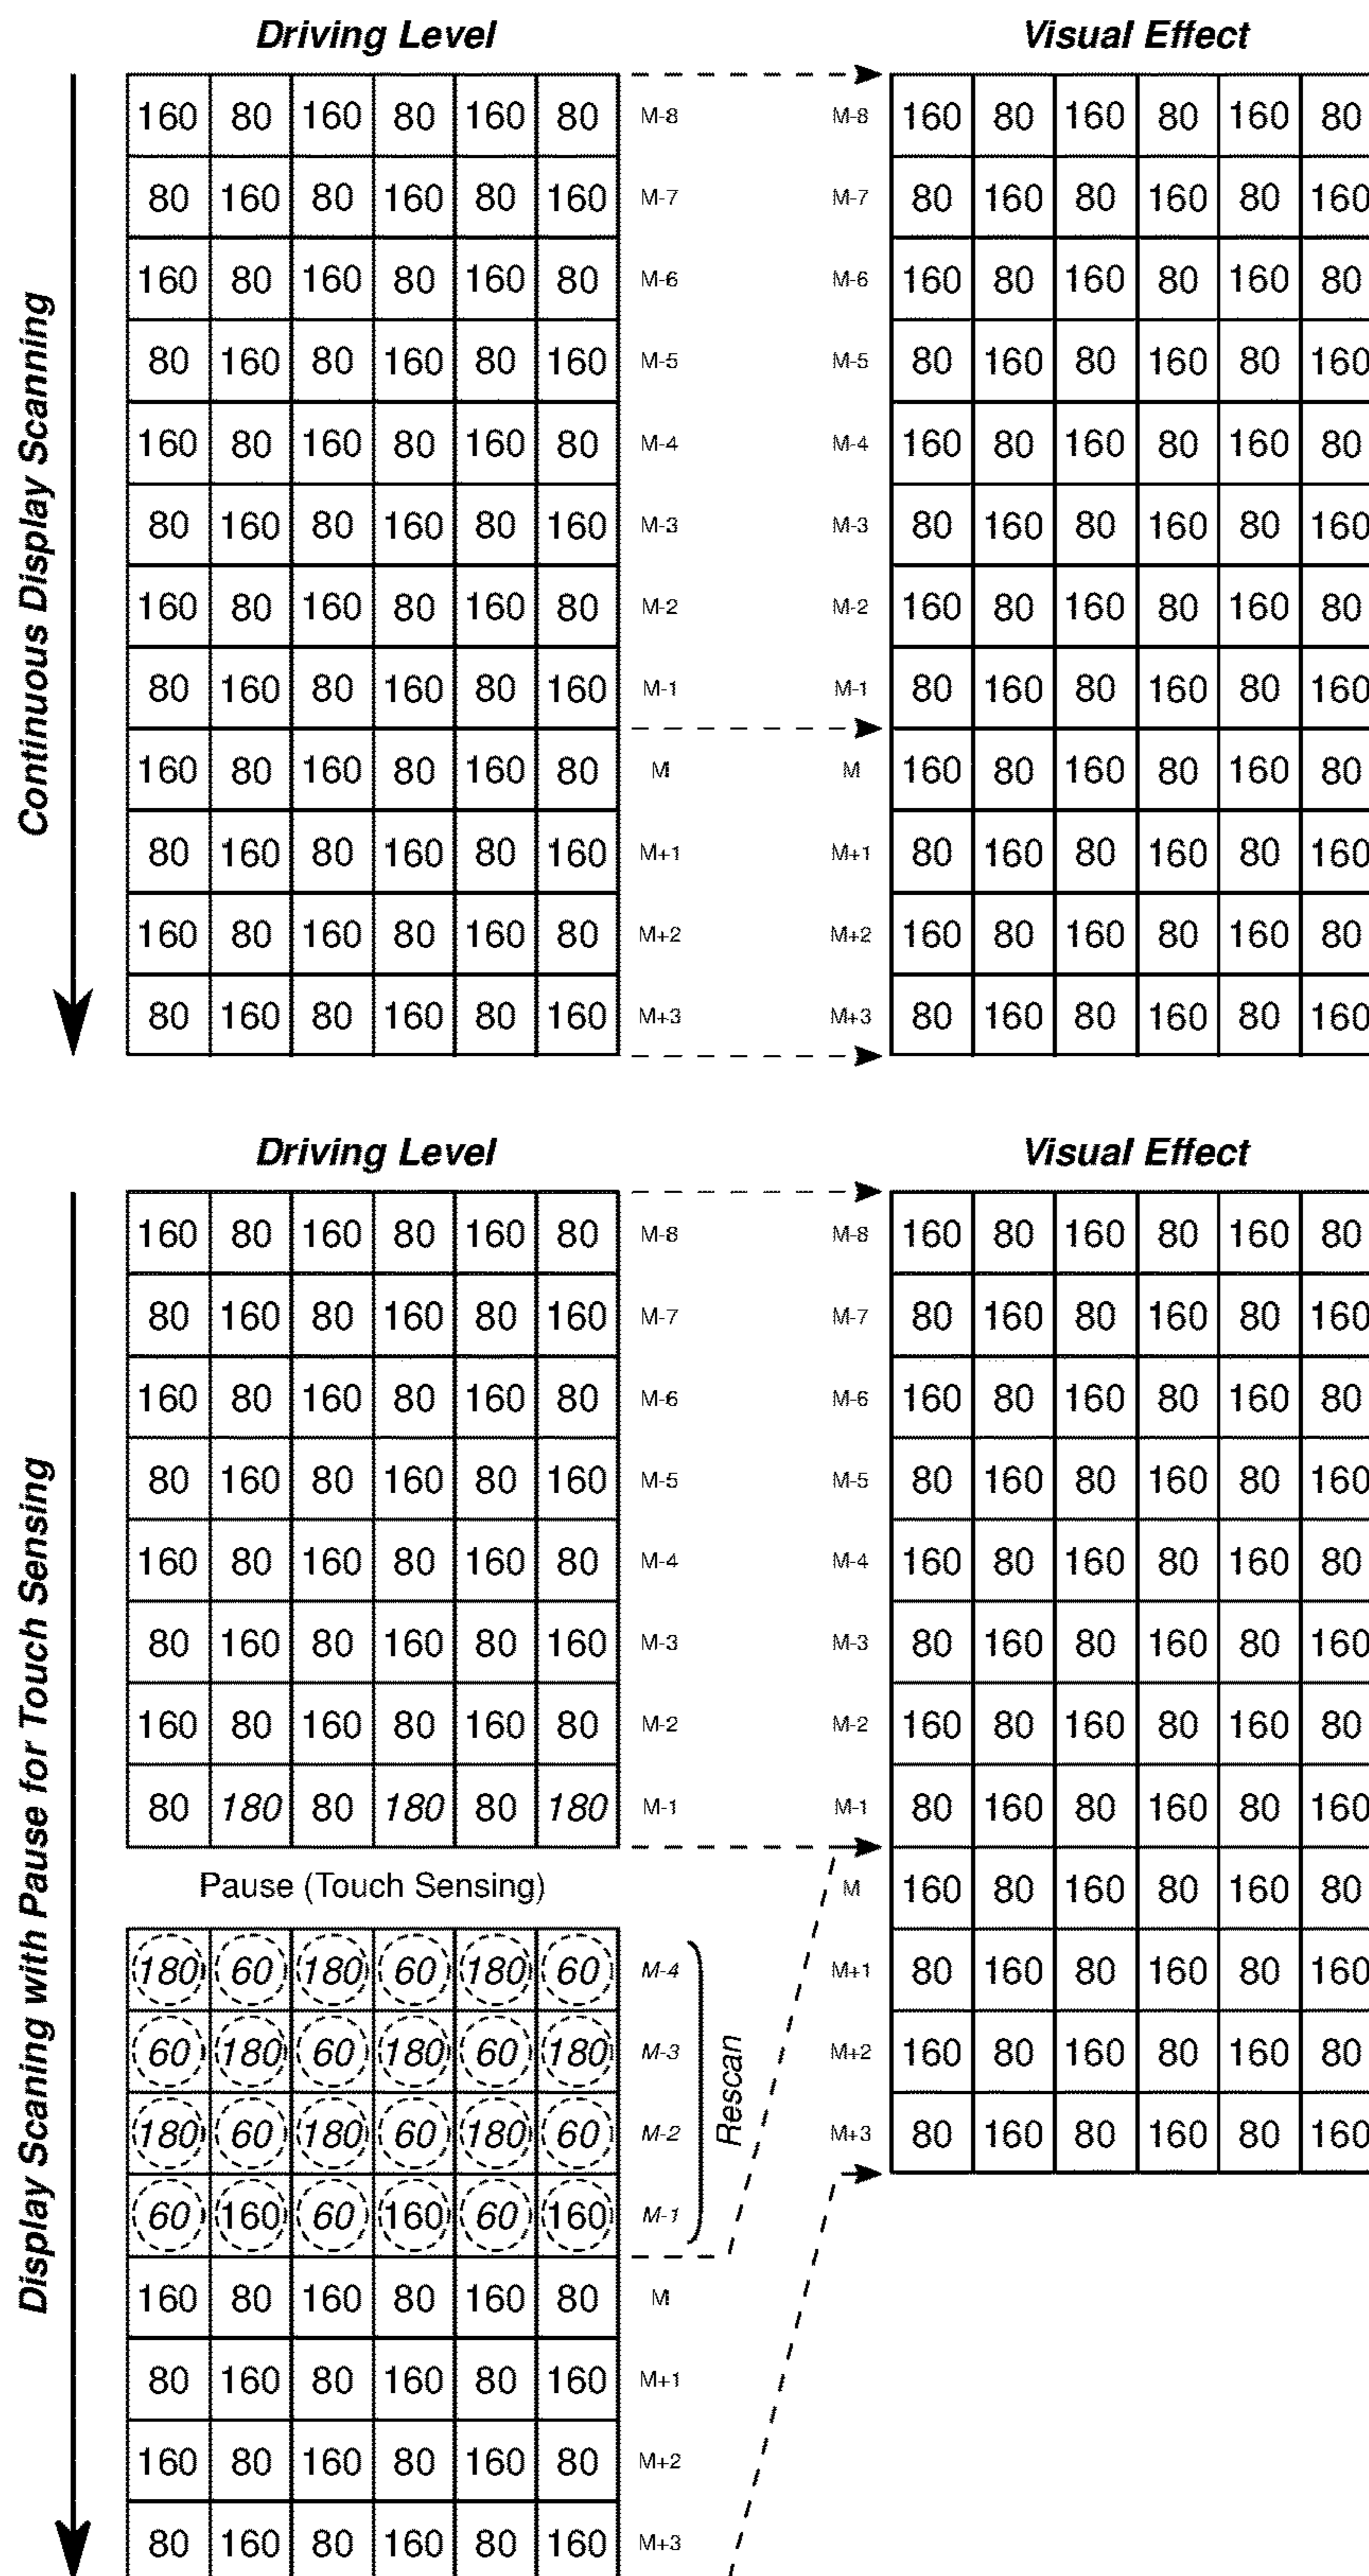 Driving Level Visual Effect
Continuous Display Scanning
160 80 160 80 160 80 M-8 M-8 160 80 160 80 160 80
80 160 80 160 80 160 M-7 M-7 80 160 80 160 80 160
160 80 160 80 160 80 M-6 M-6 160 80 160 80 160 80
80 160 80 160 80 160 M-5 M-5 80 160 80 160 80 160
160 80 160 80 160 80 M-4 M-4 160 80 160 80 160 80
80 160 80 160 80 160 M-3 M-3 80 160 80 160 80 160
160 80 160 80 160 80 M-2 M-2 160 80 160 80 160 80
80 160 80 160 80 160 M-1 M-1 80 160 80 160 80 160
160 80 160 80 160 80 M M 160 80 160 80 160 80
80 160 80 160 80 160 M+1 M+1 80 160 80 160 80 160
160 80 160 80 160 80 M+2 M+2 160 80 160 80 160 80
80 160 80 160 80 160 M+3 M+3 80 160 80 160 80 160
Driving Level Visual Effect
Display Scaning with Pause for Touch Sensing
160 80 160 80 160 80 M-8 M-8 160 80 160 80 160 80
80 160 80 160 80 160 M-7 M-7 80 160 80 160 80 160
160 80 160 80 160 80 M-6 M-6 160 80 160 80 160 80
80 160 80 160 80 160 M-5 M-5 80 160 80 160 80 160
160 80 160 80 160 80 M-4 M-4 160 80 160 80 160 80
80 160 80 160 80 160 M-3 M-3 80 160 80 160 80 160
160 80 160 80 160 80 M-2 M-2 160 80 160 80 160 80
80 180 80 180 80 180 M-1 M-1 80 160 80 160 80 160
Pause (Touch Sensing) M 160 80 160 80 160 80
180 60 180 60 180 60 M-4 M+1 80 160 80 160 80 160
60 180 60 180 60 180 M-3 M+2 160 80 160 80 160 80
180 60 180 60 180 60 M-2 M+3 80 160 80 160 80 160
60 160 60 160 60 160 M-1
Rescan
160 80 160 80 160 80 M
80 160 80 160 80 160 M+1
160 80 160 80 160 80 M+2
80 160 80 160 80 160 M+3